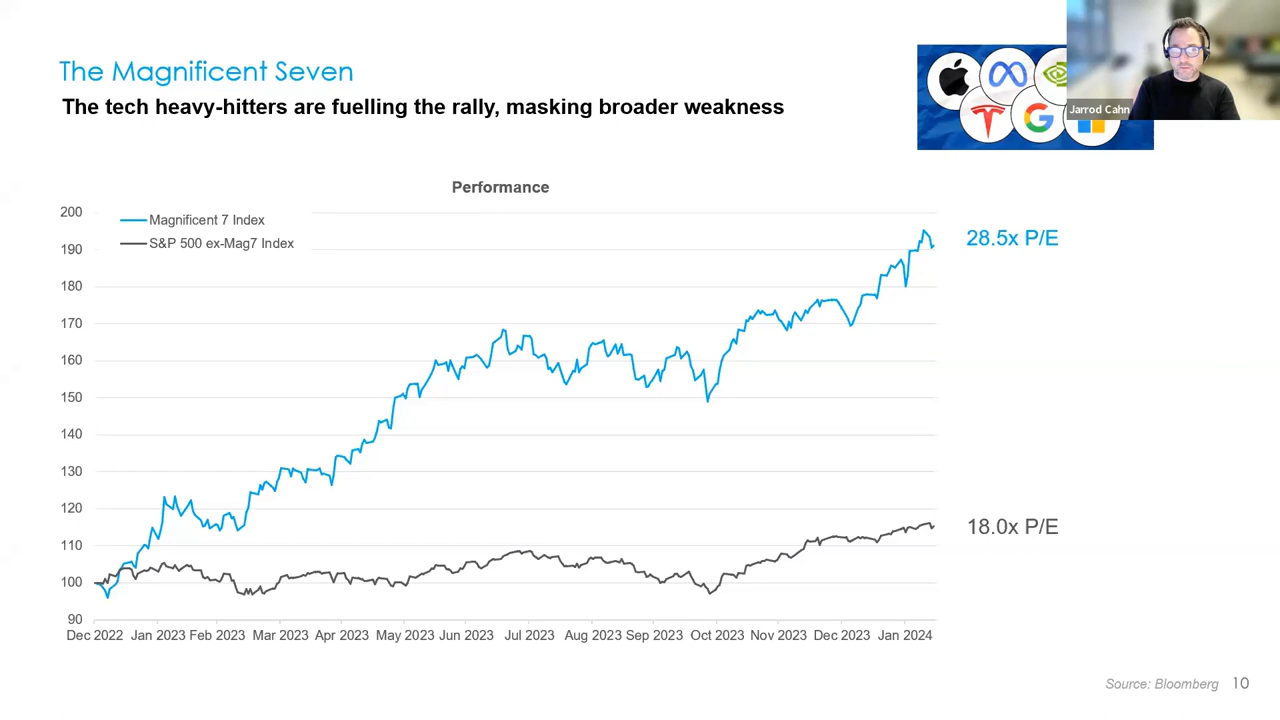 The Magnificent Seven
The tech heavy-hitters are fuelling the rally, masking broader weakness
Jarrod Cahn
Performance
Magnificent 7 Index
S&P 500 ex-Mag7 Index
200
190
180
170
160
150
140
130
120
110
100
90
28.5x P/E
18.0x P/E
Dec 2022 Jan 2023 Feb 2023 Mar 2023 Apr 2023 May 2023 Jun 2023 Jul 2023 Aug 2023 Sep 2023 Oct 2023 Nov 2023 Dec 2023 Jan 2024
Source: Bloomberg 10